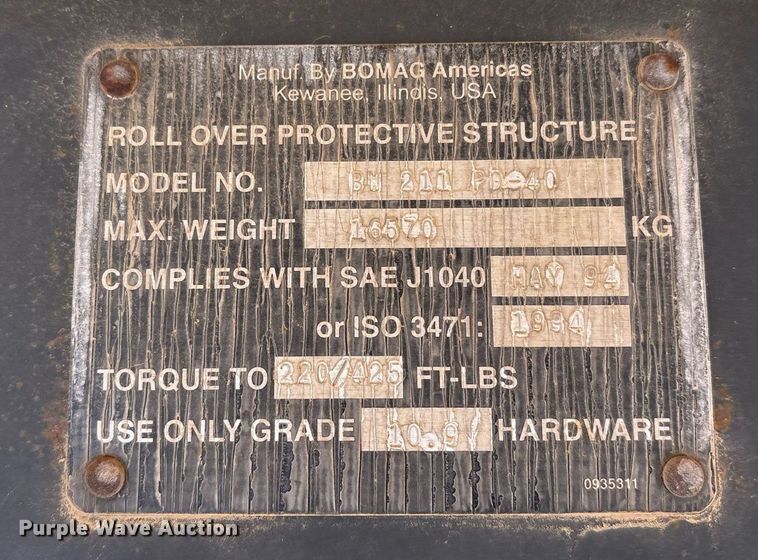 Manuf. By BOMAG Americas
Kewanee, Illinois, USA
ROLL OVER PROTECTIVE STRUCTURE
MODEL NO. BW 211 PD-40
MAX. WEIGHT 16570 KG
COMPLIES WITH SAE J1040 MAY 94
or ISO 3471: 1994
TORQUE TO 220/425 FT-LBS
USE ONLY GRADE 10.9 HARDWARE
0935311
Purple Wave Auction